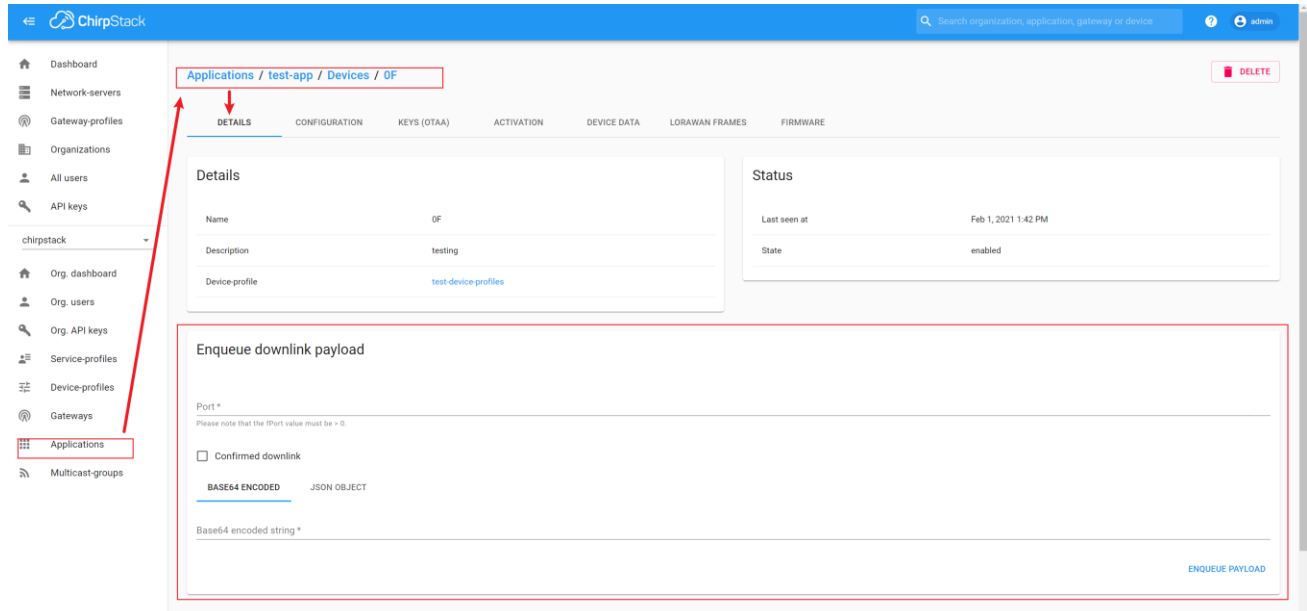 ChirpStack
Search organization, application, gateway or device
?
admin
Dashboard
Network-servers
Gateway-profiles
Organizations
All users
API keys
chirpstack
Org. dashboard
Org. users
Org. API keys
Service-profiles
Device-profiles
Gateways
Applications
Multicast-groups
Applications / test-app / Devices / 0F
DELETE
DETAILS CONFIGURATION KEYS (OTAA) ACTIVATION DEVICE DATA LORAWAN FRAMES FIRMWARE
Details
Name 0F
Description testing
Device-profile test-device-profiles
Status
Last seen at Feb 1, 2021 1:42 PM
State enabled
Enqueue downlink payload
Port *
Please note that the fPort value must be > 0.
Confirmed downlink
BASE64 ENCODED JSON OBJECT
Base64 encoded string *
ENQUEUE PAYLOAD